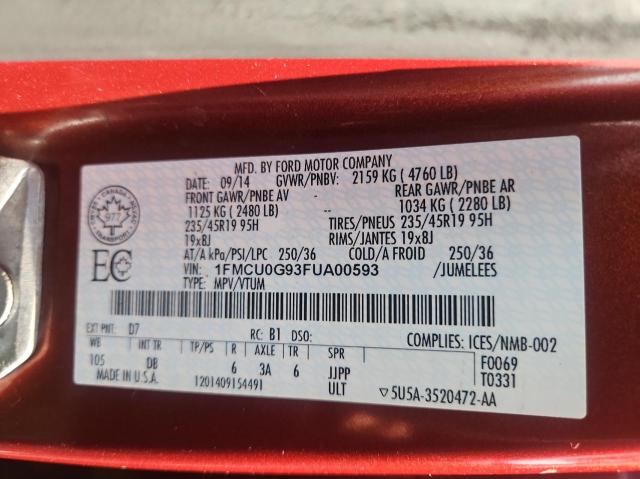 MFD. BY FORD MOTOR COMPANY
DATE: 09/14 GVWR/PNBV: 2159 KG ( 4760 LB)
FRONT GAWR/PNBE AV REAR GAWR/PNBE AR
1125 KG ( 2480 LB) -- 1034 KG ( 2280 LB)
235/45R19 95H TIRES/PNEUS 235/45R19 95H
19x8J RIMS/JANTES 19x8J
AT/A kPa/PSI/LPC 250/36 COLD/A FROID 250/36
VIN: 1FMCU0G93FUA00593 /JUMELEES
TYPE: MPV/VTUM
977
TRANSPORT
EC
EXT PNT: D7 RC: B1 DSO: COMPLIES: ICES/NMB-002
WB INT TR TP/PS R AXLE TR SPR F0069
105 DB 6 3A 6 JJPP T0331
MADE IN U.S.A. 1201409154491 ULT ▽5U5A-3520472-AA